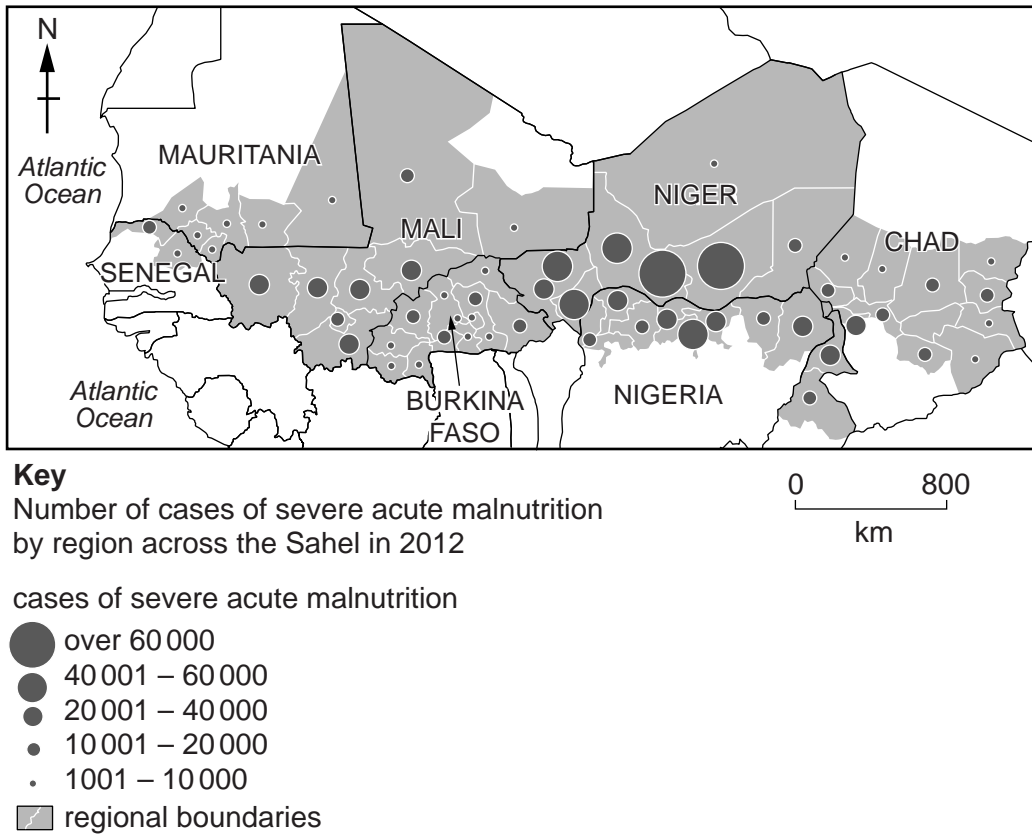 N
Atlantic
Ocean
MAURITANIA
MALI
NIGER
CHAD
SENEGAL
BURKINA
FASO
NIGERIA
Atlantic
Ocean
Key
Number of cases of severe acute malnutrition
by region across the Sahel in 2012
0 800
km
cases of severe acute malnutrition
over 60 000
40 001 – 60 000
20 001 – 40 000
10 001 – 20 000
1001 – 10 000
regional boundaries